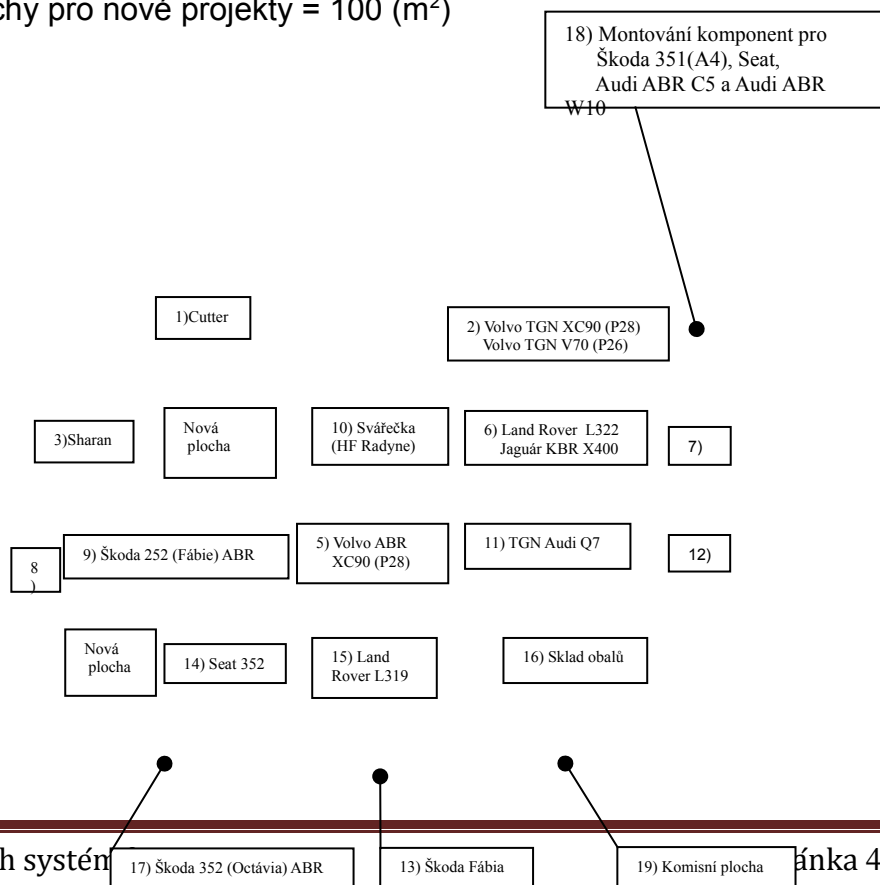 chy pro nové projekty = 100 (m²)
18) Montování komponent pro
Škoda 351(A4), Seat,
Audi ABR C5 a Audi ABR
W10
1)Cutter
2) Volvo TGN XC90 (P28)
Volvo TGN V70 (P26)
3)Sharan
Nová
plocha
10) Svářečka
(HF Radyne)
6) Land Rover L322
Jaguár KBR X400
7)
8
)
9) Škoda 252 (Fábie) ABR
5) Volvo ABR
XC90 (P28)
11) TGN Audi Q7
12)
Nová
plocha
14) Seat 352
15) Land
Rover L319
16) Sklad obalů
h systém
17) Škoda 352 (Octávia) ABR
13) Škoda Fábia
19) Komisní plocha
ánka 4